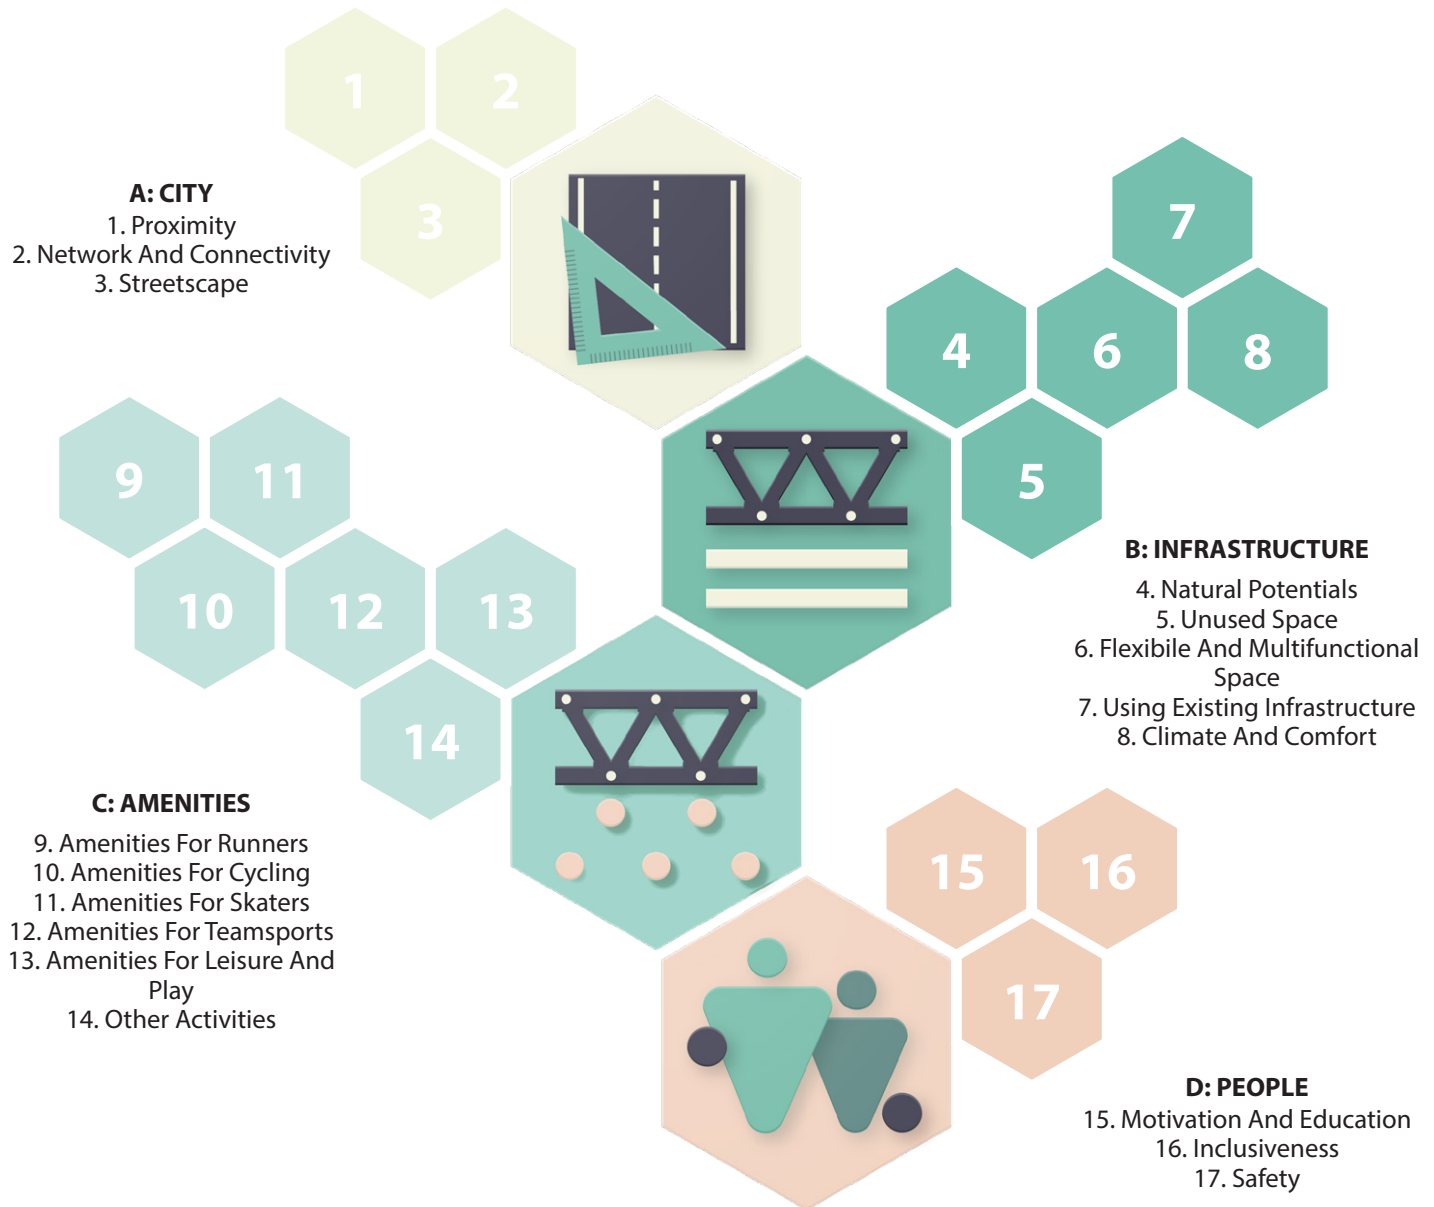 1
2
3
A: CITY
1. Proximity
2. Network And Connectivity
3. Streetscape
7
4
6
8
5
B: INFRASTRUCTURE
4. Natural Potentials
5. Unused Space
6. Flexibile And Multifunctional
Space
7. Using Existing Infrastructure
8. Climate And Comfort
9
11
10
12
13
14
C: AMENITIES
9. Amenities For Runners
10. Amenities For Cycling
11. Amenities For Skaters
12. Amenities For Teamsports
13. Amenities For Leisure And
Play
14. Other Activities
15
16
17
D: PEOPLE
15. Motivation And Education
16. Inclusiveness
17. Safety